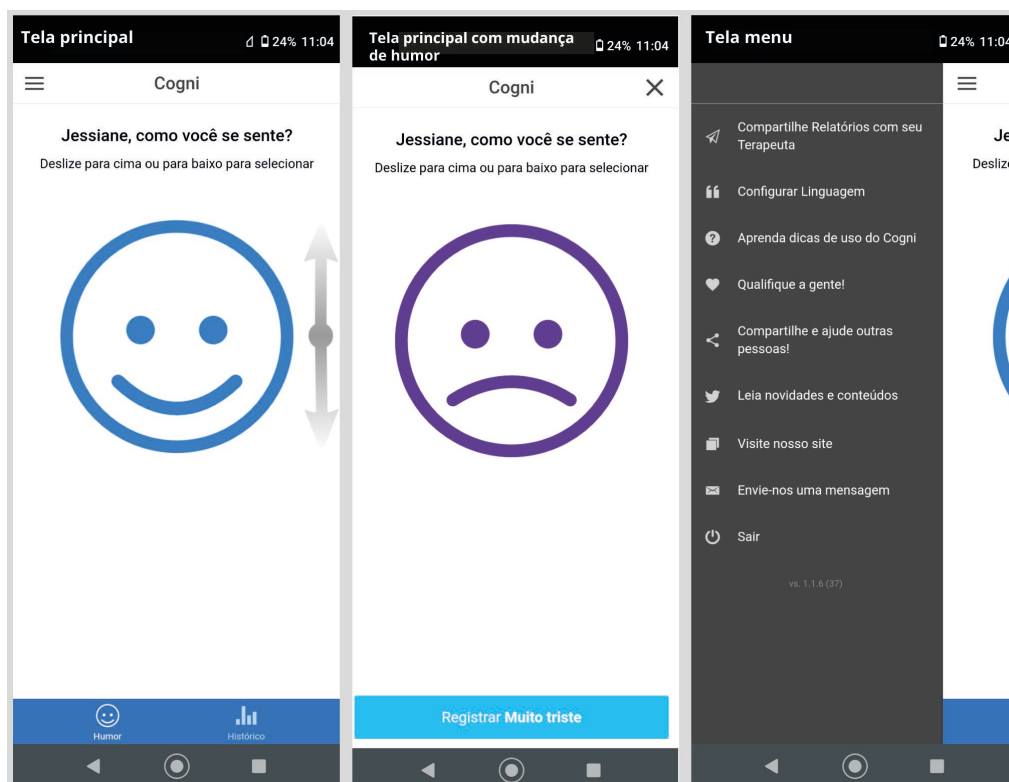 Tela principal
24% 11:04
Cogni
Jessiane, como você se sente?
Deslize para cima ou para baixo para selecionar
Humor
Histórico
Tela principal com mudança
de humor
24% 11:04
Cogni
Jessiane, como você se sente?
Deslize para cima ou para baixo para selecionar
Registrar Muito triste
Tela menu
24% 11:04
Compartilhe Relatórios com seu
Terapeuta
Configurar Linguagem
Aprenda dicas de uso do Cogni
Qualifique a gente!
Compartilhe e ajude outras
pessoas!
Leia novidades e conteúdos
Visite nosso site
Envie-nos uma mensagem
Sair
vs. 1.1.6 (37)
Je
Desliz